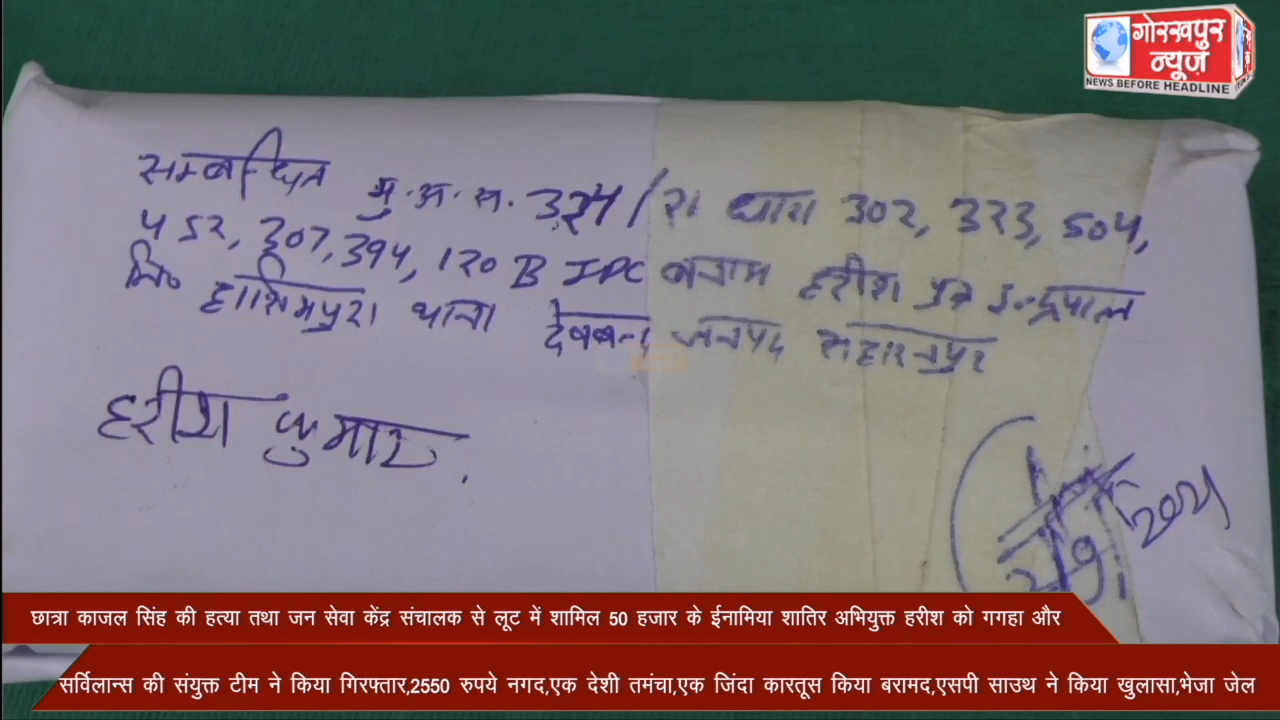 गोरखपुर
न्यूज़
NEWS BEFORE HEADLINE
सम्बन्धित मु.अ.स. 324/21 धारा 302, 323, 504,
452, 307, 394, 120 B IPC बनाम हरीश पुत्र इन्द्रपाल
नि० हाशिमपुरा थाना देवबन्द जनपद सहारनपुर
हरीश कुमार.
2021
छात्रा काजल सिंह की हत्या तथा जन सेवा केंद्र संचालक से लूट में शामिल 50 हजार के ईनामिया शातिर अभियुक्त हरीश को गगहा और
सर्विलान्स की संयुक्त टीम ने किया गिरफ्तार,2550 रुपये नगद,एक देशी तमंचा,एक जिंदा कारतूस किया बरामद,एसपी साउथ ने किया खुलासा,भेजा जेल